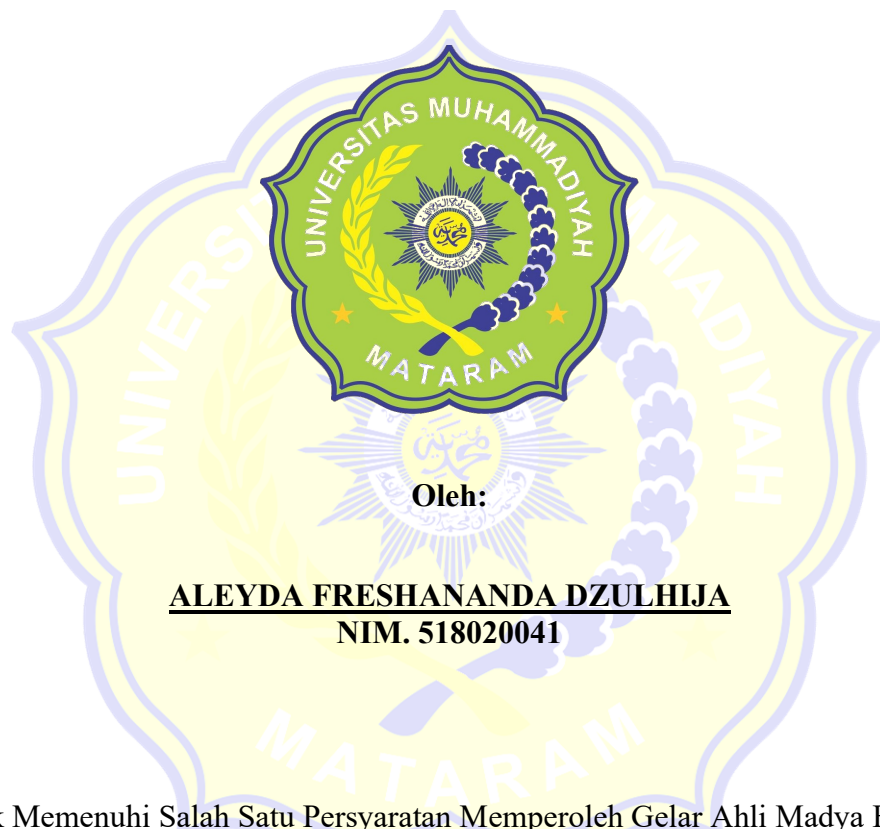 UNIVERSITAS MUHAMMADIYAH
MATARAM
Oleh:
ALEYDA FRESHANANDA DZULHIJA
NIM. 518020041
Memenuhi Salah Satu Persyaratan Memperoleh Gelar Ahli Madya